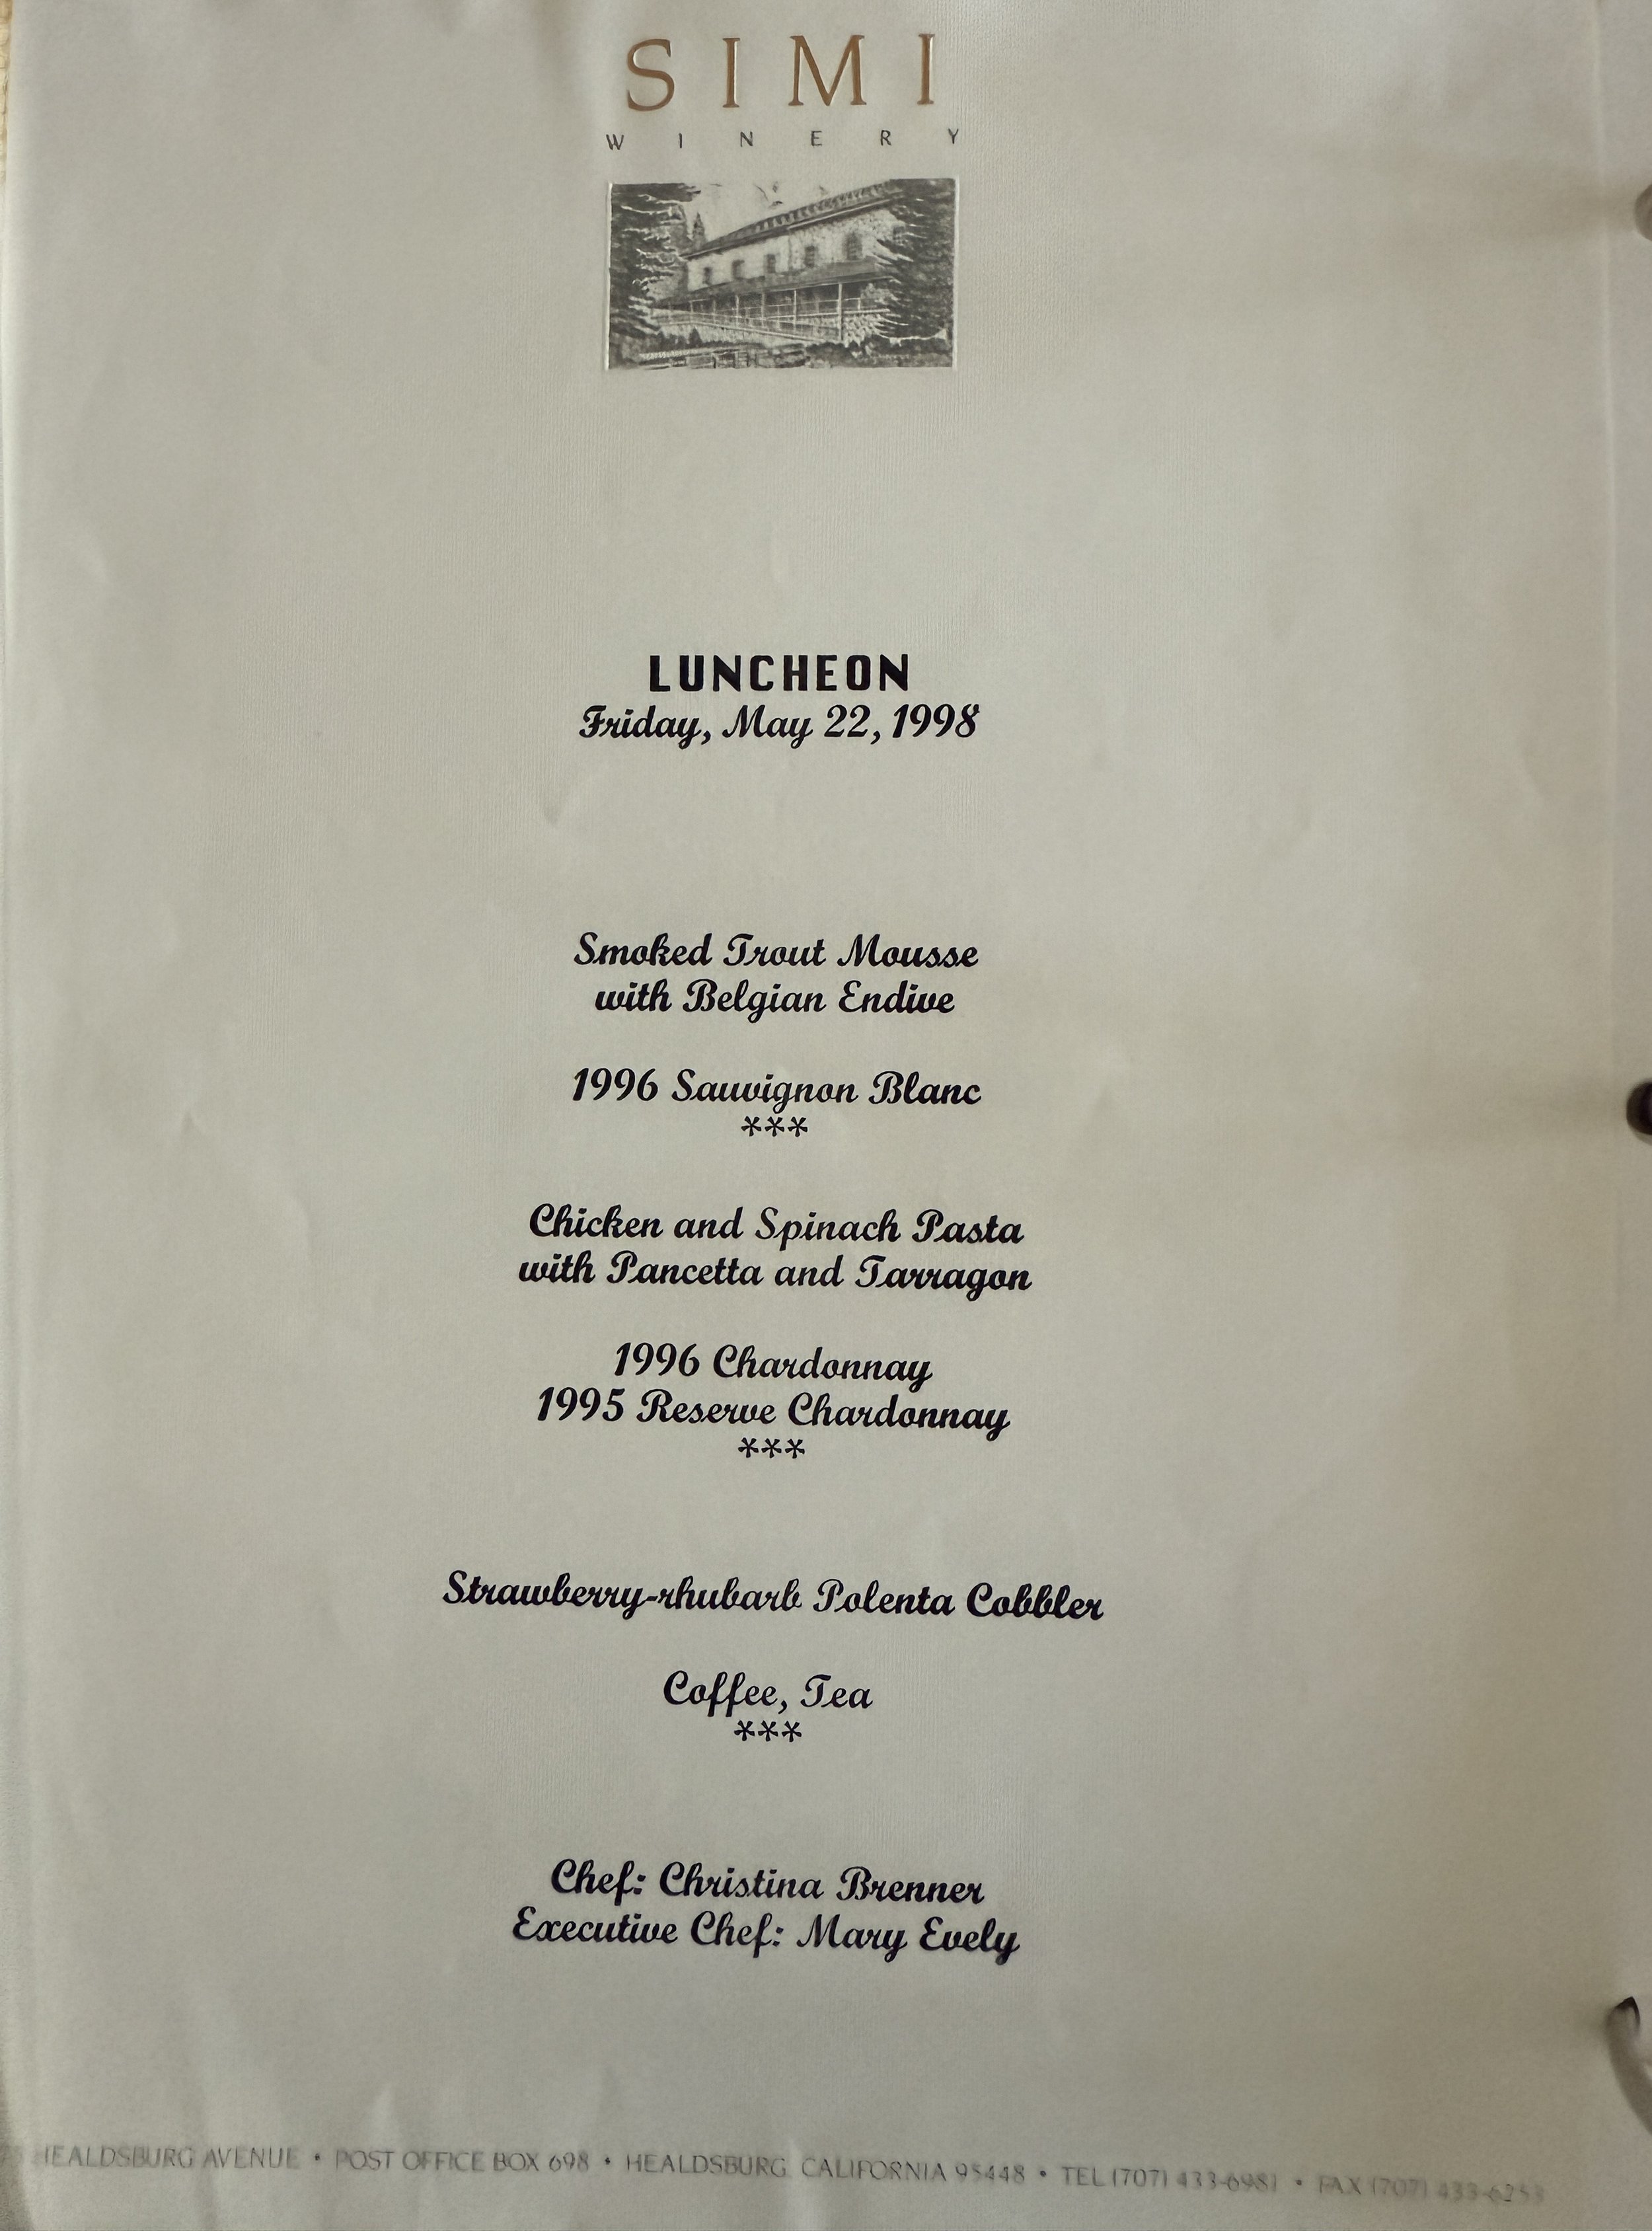 SIMI
WINERY
LUNCHEON
Friday, May 22, 1998
Smoked Trout Mousse
with Belgian Endive
1996 Sauvignon Blanc
***
Chicken and Spinach Pasta
with Pancetta and Tarragon
1996 Chardonnay
1995 Reserve Chardonnay
***
Strawberry-rhubarb Polenta Cobbler
Coffee, Tea
***
Chef: Christina Brenner
Executive Chef: Mary Evely
HEALDSBURG AVENUE • POST OFFICE BOX 698 • HEALDSBURG, CALIFORNIA 95448 • TEL (707) 433-6981 • FAX (707)